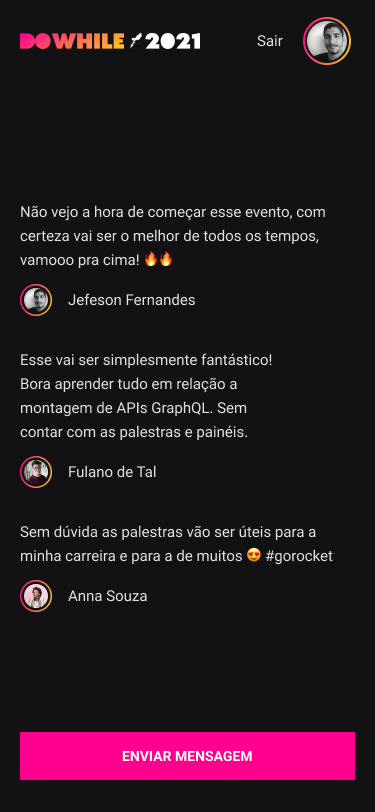 DOWHILE 2021
Sair
Não vejo a hora de começar esse evento, com
certeza vai ser o melhor de todos os tempos,
vamooo pra cima! 🔥🔥
Jefeson Fernandes
Esse vai ser simplesmente fantástico!
Bora aprender tudo em relação a
montagem de APIs GraphQL. Sem
contar com as palestras e painéis.
Fulano de Tal
Sem dúvida as palestras vão ser úteis para a
minha carreira e para a de muitos 😍 #gorocket
Anna Souza
ENVIAR MENSAGEM